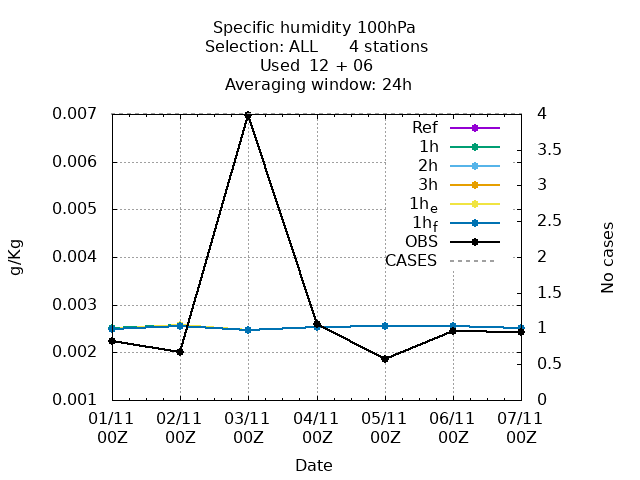 Specific humidity 100hPa
Selection: ALL 4 stations
Used 12 + 06
Averaging window: 24h
0.007
0.006
0.005
0.004
0.003
0.002
0.001
g/Kg
4
3.5
3
2.5
2
1.5
1
0.5
0
No cases
Ref
1h
2h
3h
1he
1hf
OBS
CASES
01/11 02/11 03/11 04/11 05/11 06/11 07/11
00Z 00Z 00Z 00Z 00Z 00Z 00Z
Date